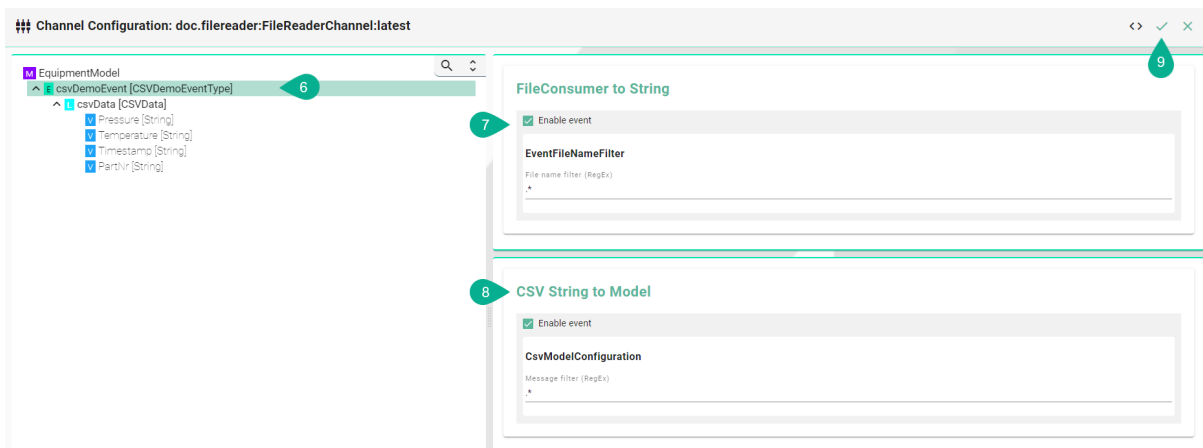 Channel Configuration: doc.filereader:FileReaderChannel:latest
<>
9
M EquipmentModel
E csvDemoEvent [CSVDemoEventType]
6
L csvData [CSVData]
V Pressure [String]
V Temperature [String]
V Timestamp [String]
V PartNr [String]
FileConsumer to String
7
Enable event
EventFileNameFilter
File name filter (RegEx)
.*
8
CSV String to Model
Enable event
CsvModelConfiguration
Message filter (RegEx)
.*